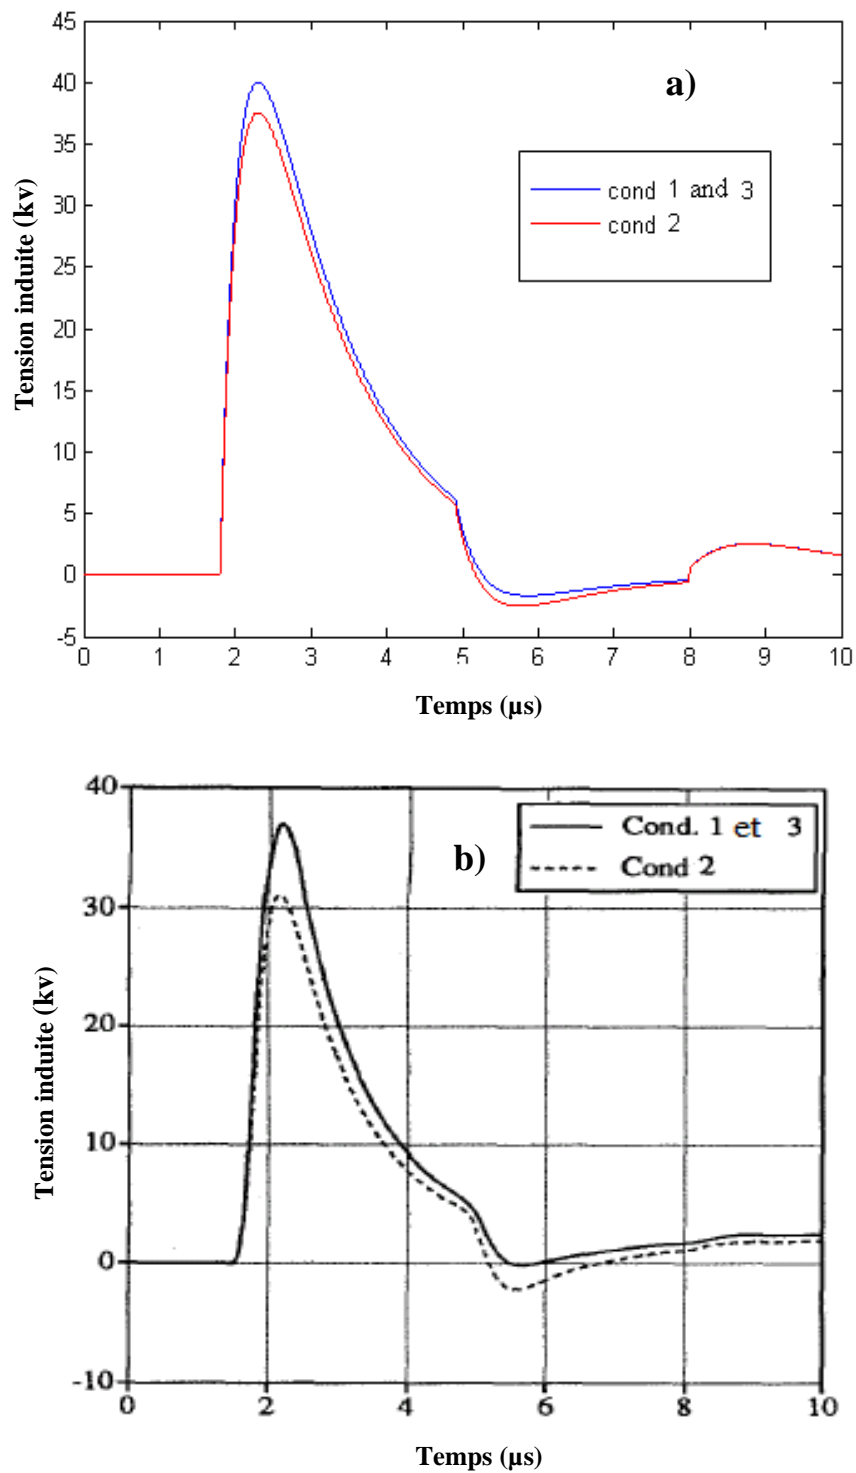 45
40
35
30
25
20
15
10
5
0
-5
Tension induite (kv)
a)
cond 1 and 3
cond 2
0 1 2 3 4 5 6 7 8 9 10
Temps (µs)
40
30
20
10
0
-10
Tension induite (kv)
b)
Cond. 1 et 3
Cond 2
0 2 4 6 8 10
Temps (µs)